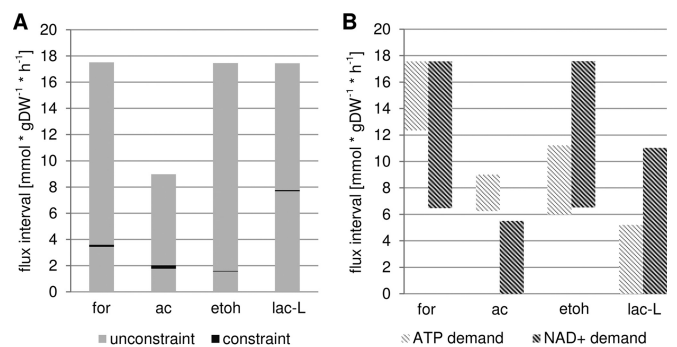 A
20
18
16
14
12
10
8
6
4
2
0
flux interval [mmol * gDW⁻¹ * h⁻¹]
for ac etoh lac-L
unconstraint constraint
B
20
18
16
14
12
10
8
6
4
2
0
flux interval [mmol * gDW⁻¹ * h⁻¹]
for ac etoh lac-L
ATP demand NAD+ demand